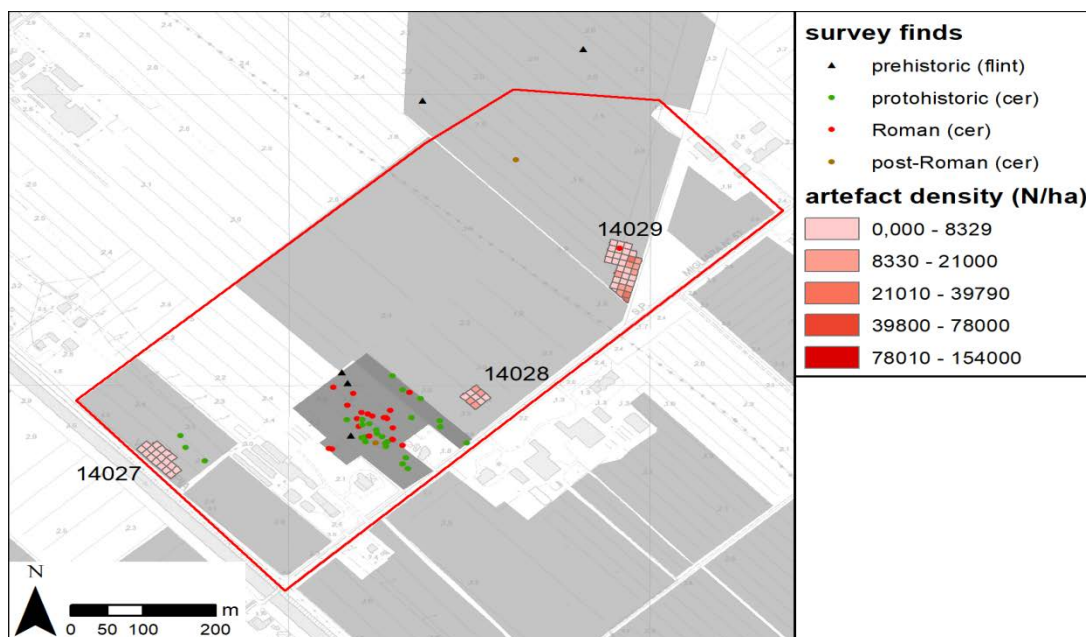 survey finds
prehistoric (flint)
protohistoric (cer)
Roman (cer)
post-Roman (cer)
artefact density (N/ha)
0,000 - 8329
8330 - 21000
21010 - 39790
39800 - 78000
78010 - 154000
14029
14028
14027
N
m
0 50 100 200